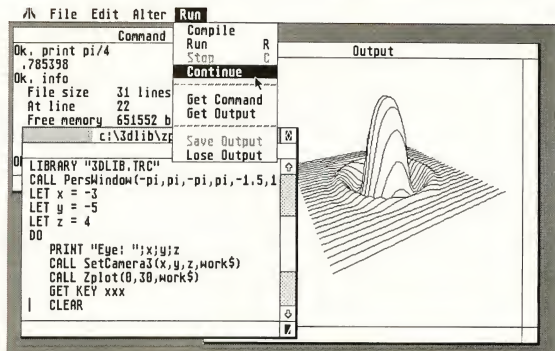 File Edit Alter Run
Command
Ok. print pi/4
.785398
Ok. info
File size 31 lines
At line 22
Free memory 651552 b
Compile
Run R
Stop C
Continue
Get Command
Get Output
Save Output
Lose Output
Output
c:\3dlib\zp
LIBRARY "3DLIB.TRC"
CALL PersWindow(-pi,pi,-pi,pi,-1.5,1
LET x = -3
LET y = -5
LET z = 4
DO
PRINT "Eye: ";x;y;z
CALL SetCamera3(x,y,z,work$)
CALL Zplot(0,30,work$)
GET KEY xxx
CLEAR